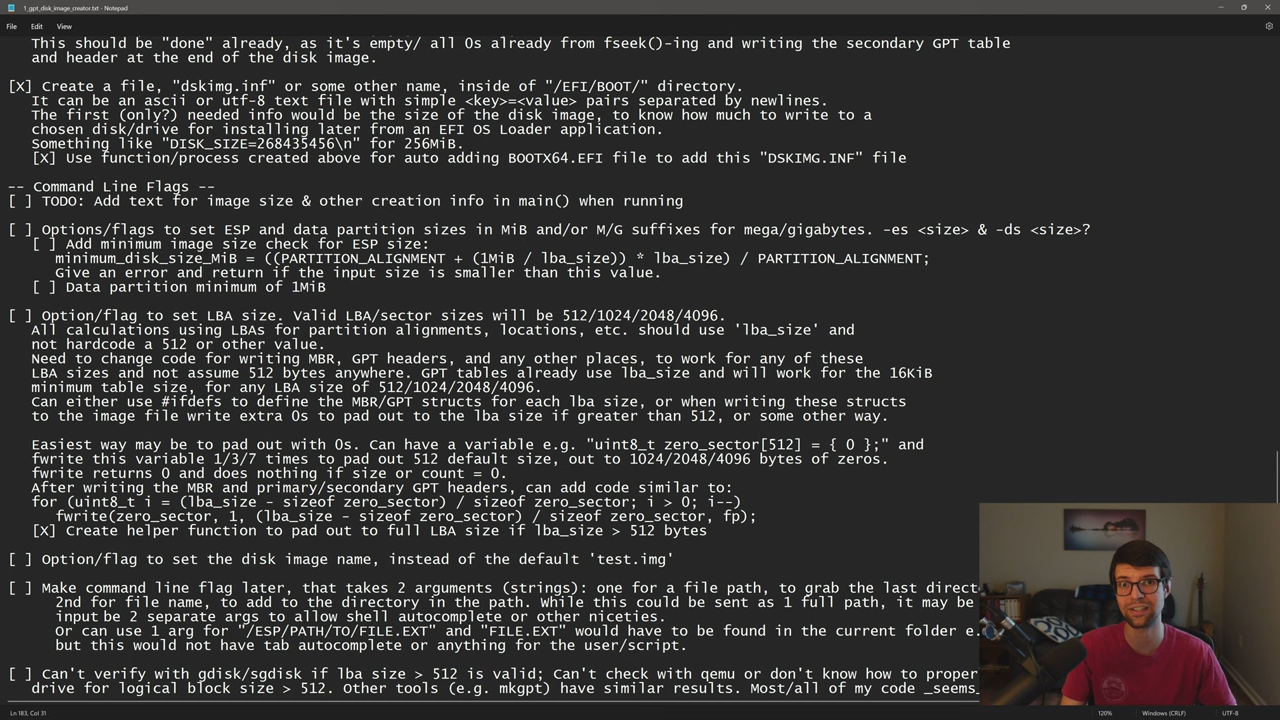 1_gpt_disk_image_creator.txt - Notepad
File Edit View
This should be "done" already, as it's empty/ all 0s already from fseek()-ing and writing the secondary GPT table
and header at the end of the disk image.
[X] Create a file, "dskimg.inf" or some other name, inside of "/EFI/BOOT/" directory.
It can be an ascii or utf-8 text file with simple <key>=<value> pairs separated by newlines.
The first (only?) needed info would be the size of the disk image, to know how much to write to a
chosen disk/drive for installing later from an EFI OS Loader application.
Something like "DISK_SIZE=268435456\n" for 256MiB.
[X] Use function/process created above for auto adding BOOTX64.EFI file to add this "DSKIMG.INF" file
-- Command Line Flags --
[ ] TODO: Add text for image size & other creation info in main() when running
[ ] Options/flags to set ESP and data partition sizes in MiB and/or M/G suffixes for mega/gigabytes. -es <size> & -ds <size>?
[ ] Add minimum image size check for ESP size:
minimum_disk_size_MiB = ((PARTITION_ALIGNMENT + (1MiB / lba_size)) * lba_size) / PARTITION_ALIGNMENT;
Give an error and return if the input size is smaller than this value.
[ ] Data partition minimum of 1MiB
[ ] Option/flag to set LBA size. Valid LBA/sector sizes will be 512/1024/2048/4096.
All calculations using LBAs for partition alignments, locations, etc. should use 'lba_size' and
not hardcode a 512 or other value.
Need to change code for writing MBR, GPT headers, and any other places, to work for any of these
LBA sizes and not assume 512 bytes anywhere. GPT tables already use lba_size and will work for the 16KiB
minimum table size, for any LBA size of 512/1024/2048/4096.
Can either use #ifdefs to define the MBR/GPT structs for each lba size, or when writing these structs
to the image file write extra 0s to pad out to the lba size if greater than 512, or some other way.
Easiest way may be to pad out with 0s. Can have a variable e.g. "uint8_t zero_sector[512] = { 0 };" and
fwrite this variable 1/3/7 times to pad out 512 default size, out to 1024/2048/4096 bytes of zeros.
fwrite returns 0 and does nothing if size or count = 0.
After writing the MBR and primary/secondary GPT headers, can add code similar to:
for (uint8_t i = (lba_size - sizeof zero_sector) / sizeof zero_sector; i > 0; i--)
fwrite(zero_sector, 1, (lba_size - sizeof zero_sector) / sizeof zero_sector, fp);
[X] Create helper function to pad out to full LBA size if lba_size > 512 bytes
[ ] Option/flag to set the disk image name, instead of the default 'test.img'
[ ] Make command line flag later, that takes 2 arguments (strings): one for a file path, to grab the last direct
2nd for file name, to add to the directory in the path. While this could be sent as 1 full path, it may be
input be 2 separate args to allow shell autocomplete or other niceties.
Or can use 1 arg for "/ESP/PATH/TO/FILE.EXT" and "FILE.EXT" would have to be found in the current folder e.
but this would not have tab autocomplete or anything for the user/script.
[ ] Can't verify with gdisk/sgdisk if lba size > 512 is valid; Can't check with qemu or don't know how to proper
drive for logical block size > 512. Other tools (e.g. mkgpt) have similar results. Most/all of my code _seems_
Ln 183, Col 31
120%
Windows (CRLF)
UTF-8